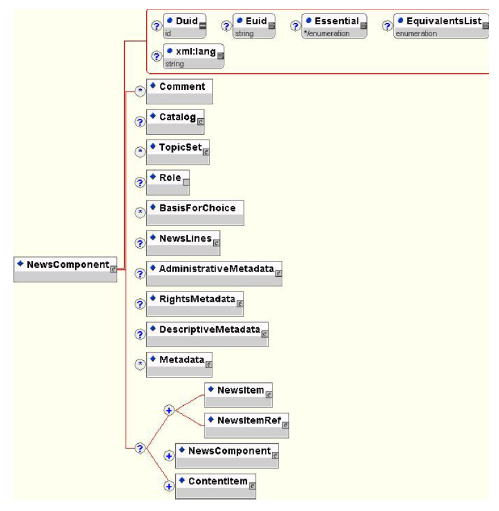 Duid Euid Essential EquivalentsList
id string */enumeration enumeration
? ? ? ?
xml:lang
string
?
* Comment
? Catalog
* TopicSet
? Role
* BasisForChoice
? NewsLines
NewsComponent
? AdministrativeMetadata
? RightsMetadata
? DescriptiveMetadata
* Metadata
NewsItem
+
NewsItemRef
?
+ NewsComponent
+ ContentItem